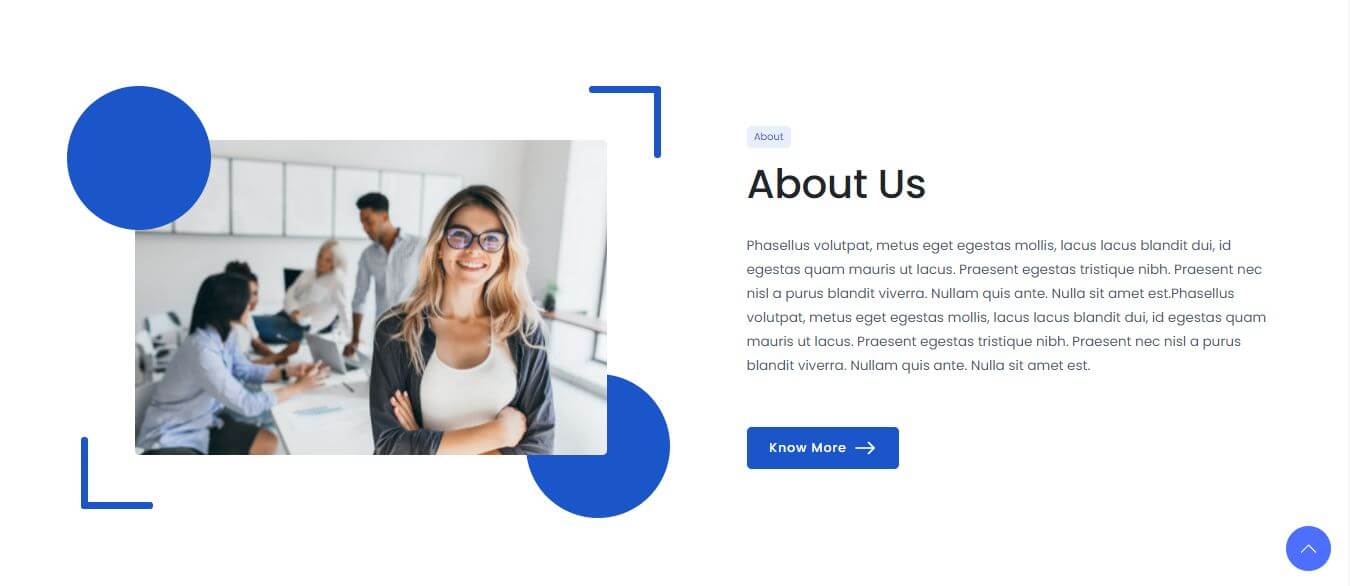 About
About Us
Phasellus volutpat, metus eget egestas mollis, lacus lacus blandit dui, id
egestas quam mauris ut lacus. Praesent egestas tristique nibh. Praesent nec
nisl a purus blandit viverra. Nullam quis ante. Nulla sit amet est.Phasellus
volutpat, metus eget egestas mollis, lacus lacus blandit dui, id egestas quam
mauris ut lacus. Praesent egestas tristique nibh. Praesent nec nisl a purus
blandit viverra. Nullam quis ante. Nulla sit amet est.
Know More